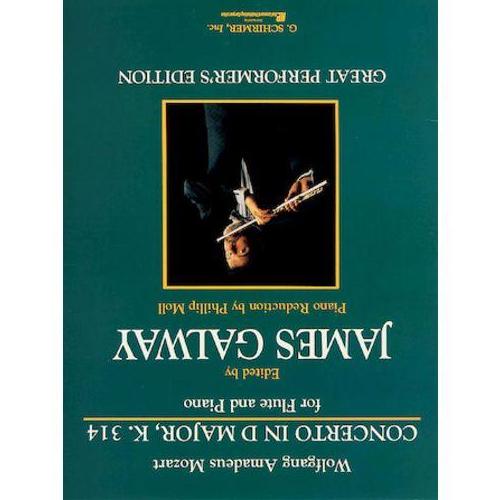 Wolfgang Amadeus Mozart
CONCERTO IN D MAJOR, K. 314
for Flute and Piano
Edited by
JAMES GALWAY
Piano Reduction by Phillip Moll
GREAT PERFORMER'S EDITION
G. SCHIRMER, Inc.